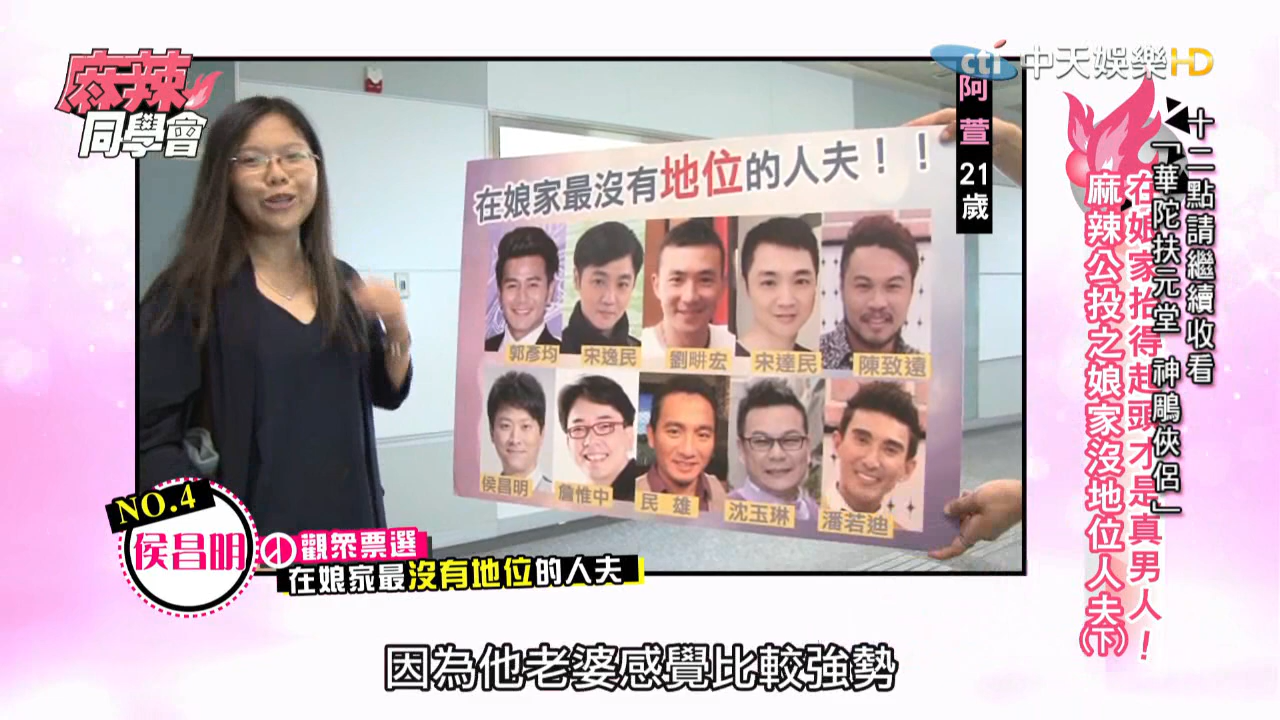 麻辣
同學會
cti 中天娛樂HD
阿萱 21歲
在娘家最沒有地位的人夫！！
郭彥均 宋逸民 劉畊宏 宋達民 陳致遠
侯昌明 詹惟中 民雄 沈玉琳 潘若迪
十二點請繼續收看
「華陀扶元堂 神鵰俠侶」
在娘家抬得起頭才是真男人！
麻辣公投之娘家沒地位人夫(下)
NO.4
侯昌明
觀眾票選
在娘家最沒有地位的人夫
因為他老婆感覺比較強勢